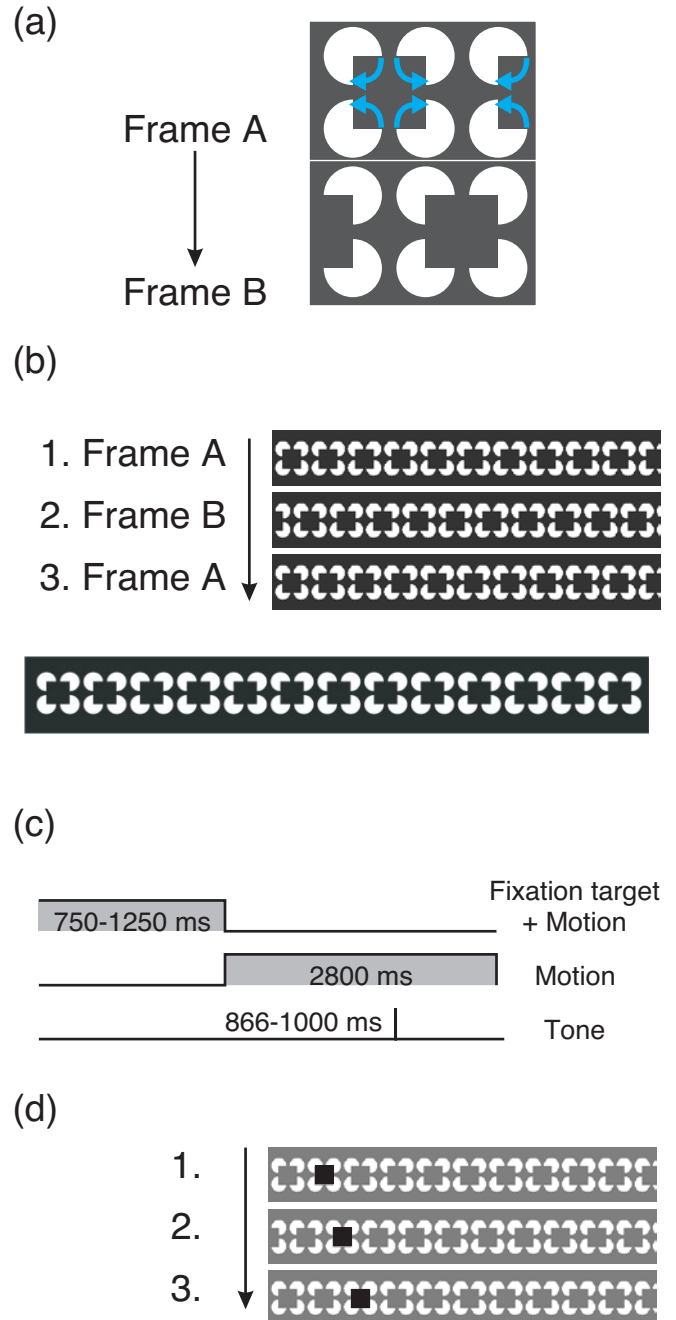 (a)
Frame A
Frame B
(b)
1. Frame A
2. Frame B
3. Frame A
(c)
750-1250 ms
Fixation target
+ Motion
2800 ms
Motion
866-1000 ms
Tone
(d)
1.
2.
3.